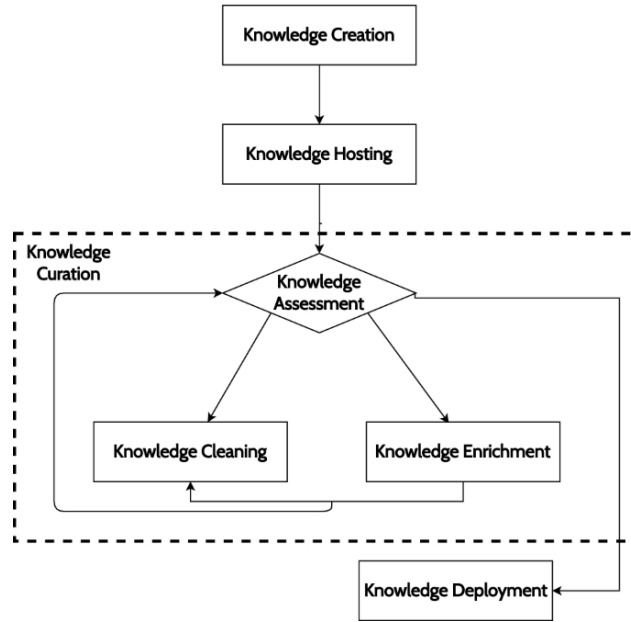 Knowledge Creation
Knowledge Hosting
Knowledge
Curation
Knowledge
Assessment
Knowledge Cleaning
Knowledge Enrichment
Knowledge Deployment